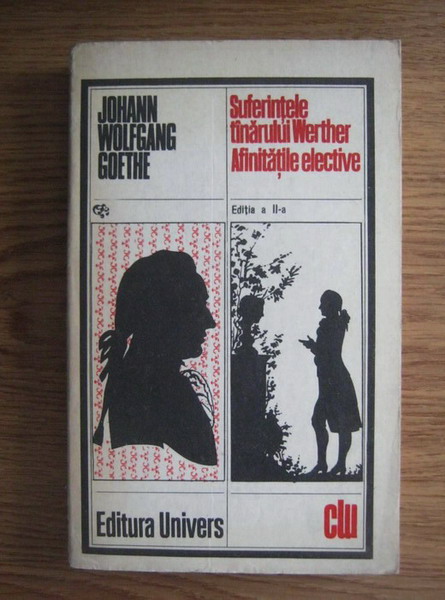 JOHANN
WOLFGANG
GOETHE
Suferințele
tînărului Werther
Afinitățile elective
Ediția a II-a
Editura Univers
clu